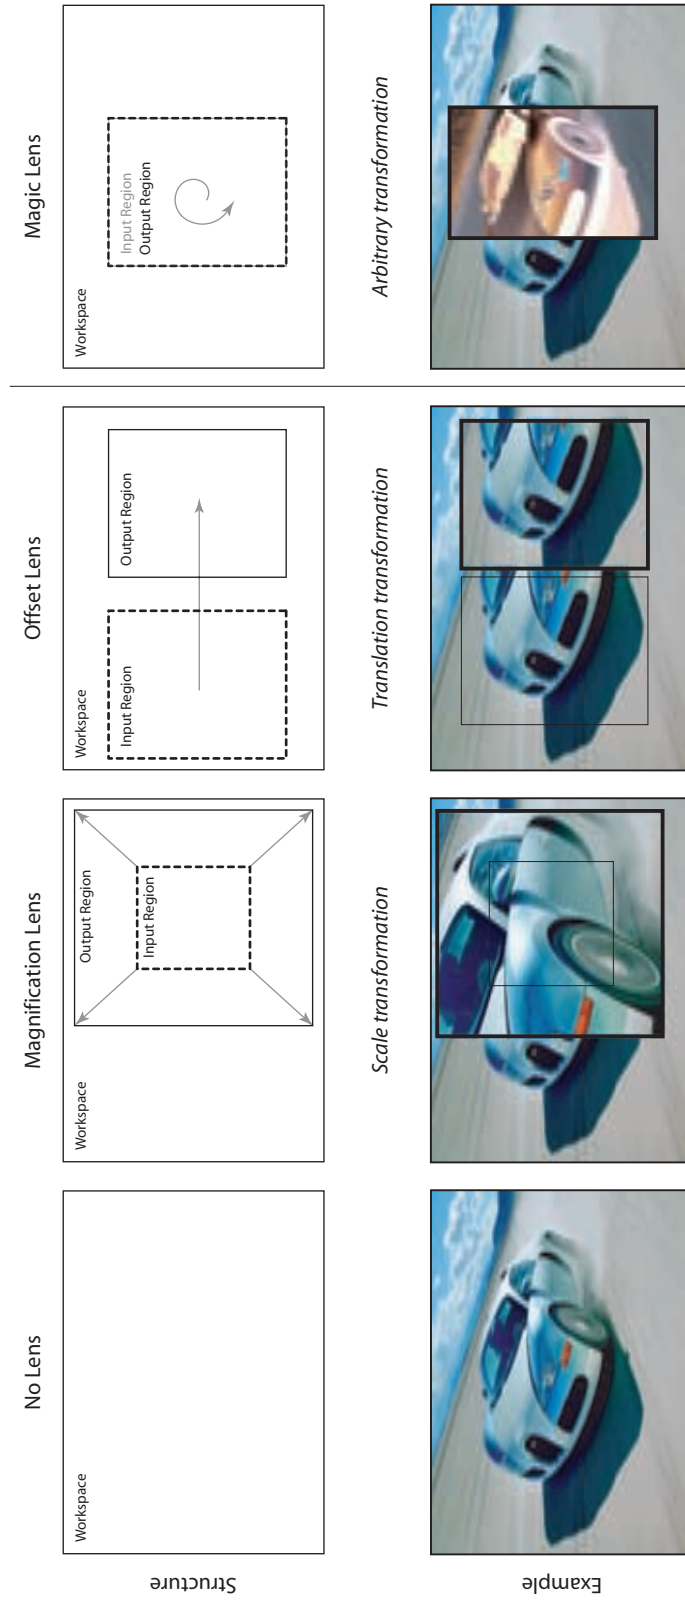 No Lens
Magnification Lens
Offset Lens
Magic Lens
Structure
Workspace
Workspace
Output Region
Input Region
Workspace
Input Region
Output Region
Workspace
Input Region
Output Region
Scale transformation
Translation transformation
Arbitrary transformation
Example